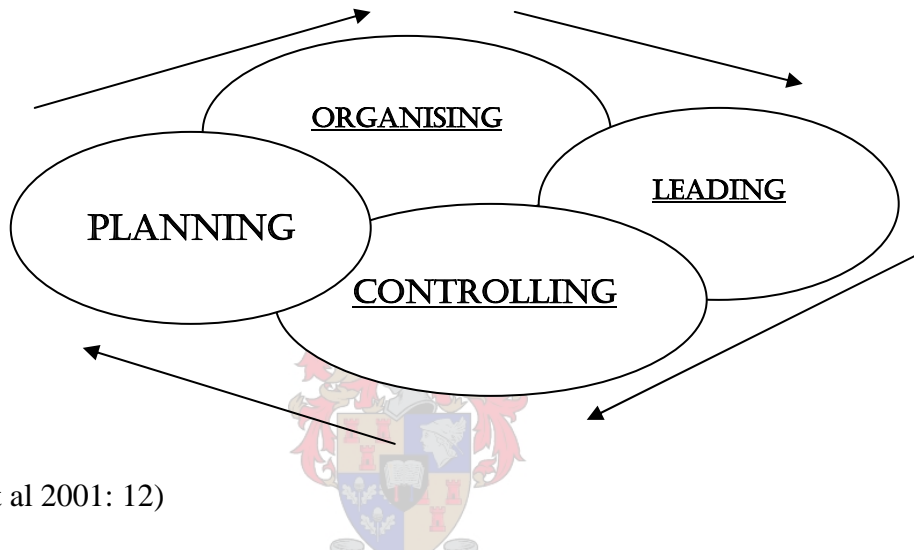 ORGANISING
LEADING
PLANNING
CONTROLLING
al 2001: 12)